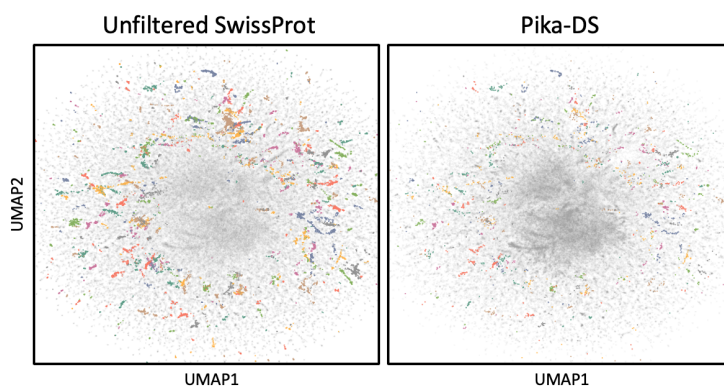 Unfiltered SwissProt
Pika-DS
UMAP2
UMAP1
UMAP1